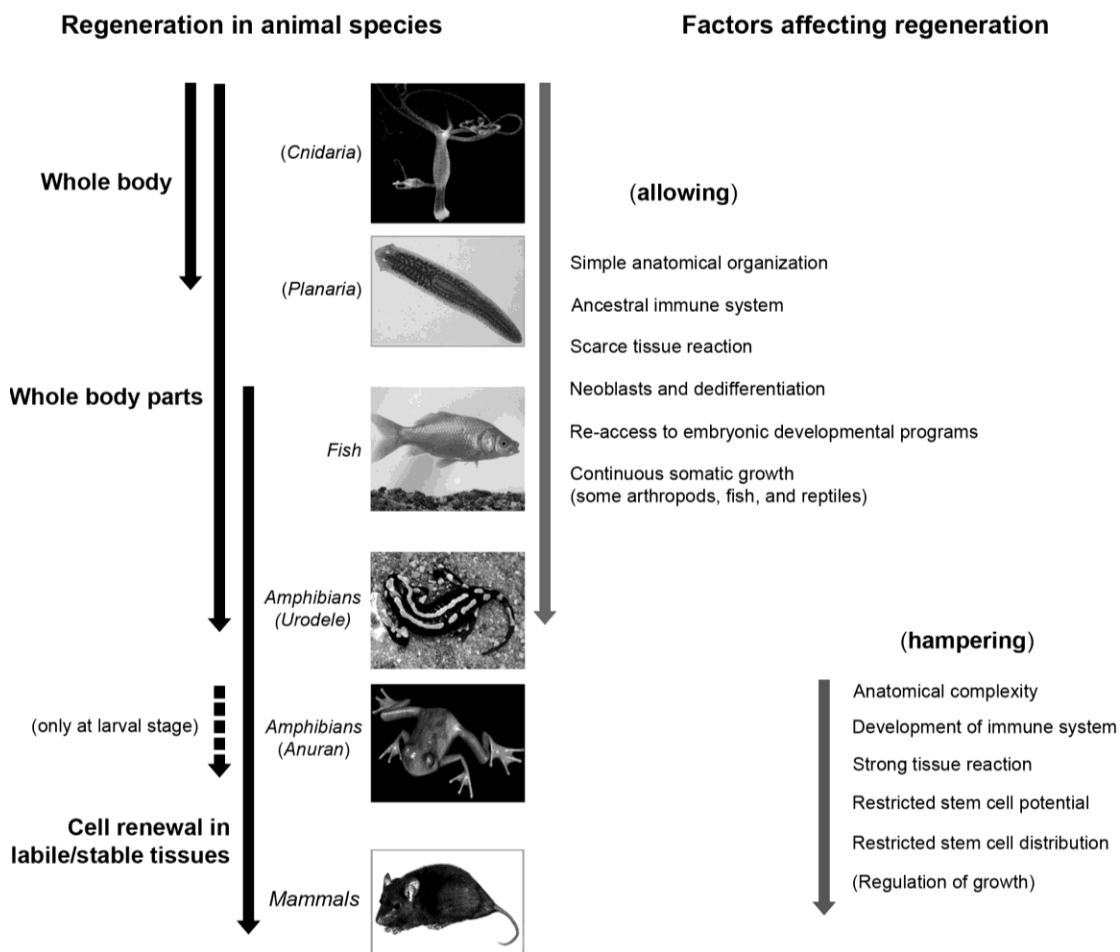 Regeneration in animal species
Factors affecting regeneration
Whole body
(Cnidaria)
(Planaria)
Whole body parts
Fish
Amphibians
(Urodele)
(only at larval stage)
Amphibians
(Anuran)
Cell renewal in
labile/stable tissues
Mammals
(allowing)
Simple anatomical organization
Ancestral immune system
Scarce tissue reaction
Neoblasts and dedifferentiation
Re-access to embryonic developmental programs
Continuous somatic growth
(some arthropods, fish, and reptiles)
(hampering)
Anatomical complexity
Development of immune system
Strong tissue reaction
Restricted stem cell potential
Restricted stem cell distribution
(Regulation of growth)